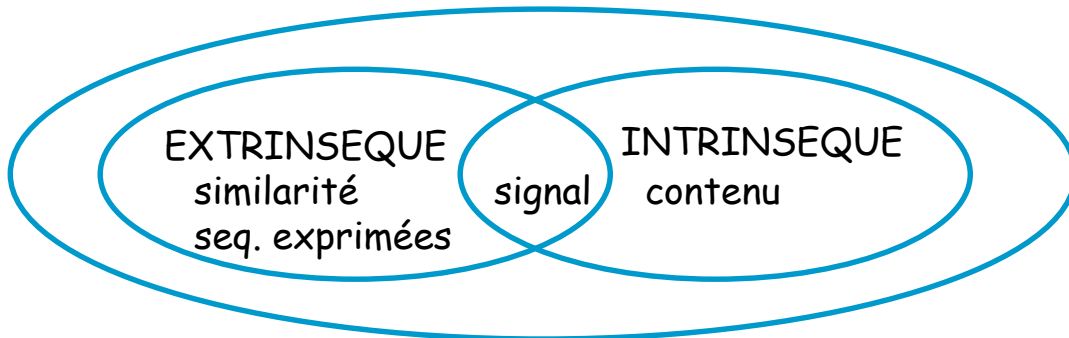 EXTRINSEQUE
similarité
seq. exprimées
signal
INTRINSEQUE
contenu